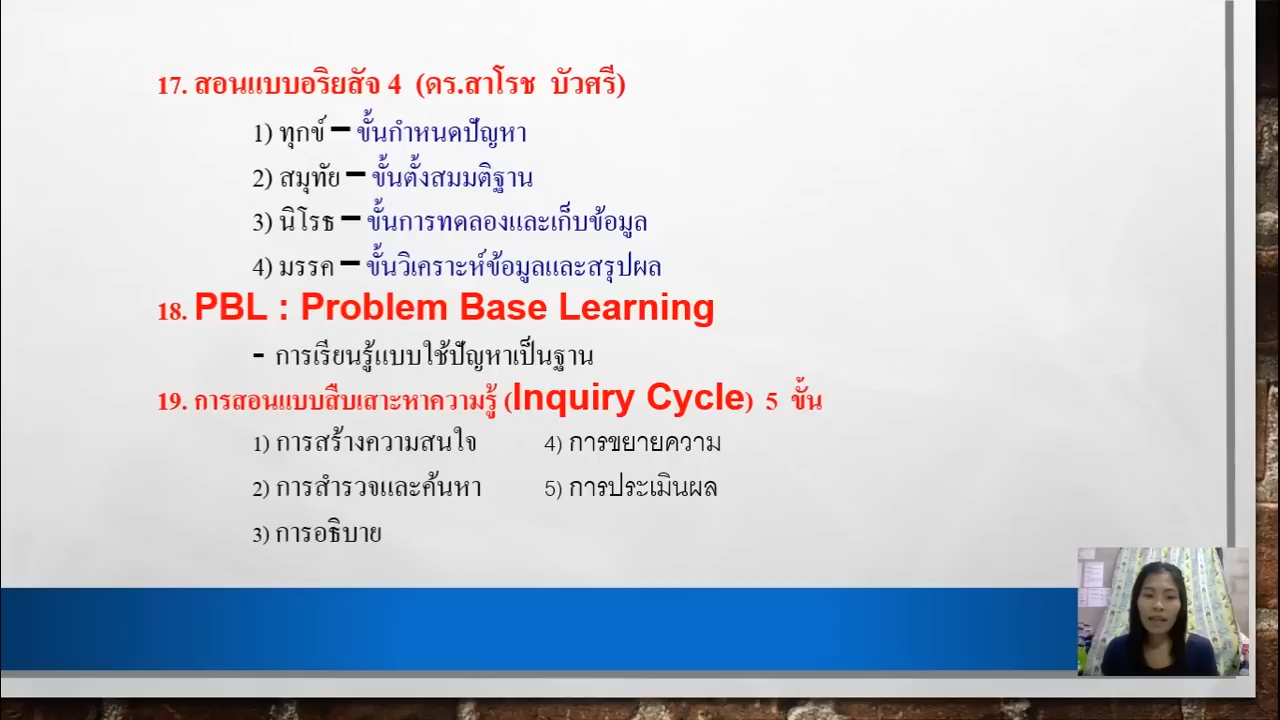 17. สอนแบบอริยสัจ 4 (ดร.สาโรช บัวศรี)
1) ทุกข์ – ขั้นกำหนดปัญหา
2) สมุทัย – ขั้นตั้งสมมติฐาน
3) นิโรธ – ขั้นการทดลองและเก็บข้อมูล
4) มรรค – ขั้นวิเคราะห์ข้อมูลและสรุปผล
18. PBL : Problem Base Learning
- การเรียนรู้แบบใช้ปัญหาเป็นฐาน
19. การสอนแบบสืบเสาะหาความรู้ (Inquiry Cycle) 5 ขั้น
1) การสร้างความสนใจ 4) การขยายความ
2) การสำรวจและค้นหา 5) การประเมินผล
3) การอธิบาย